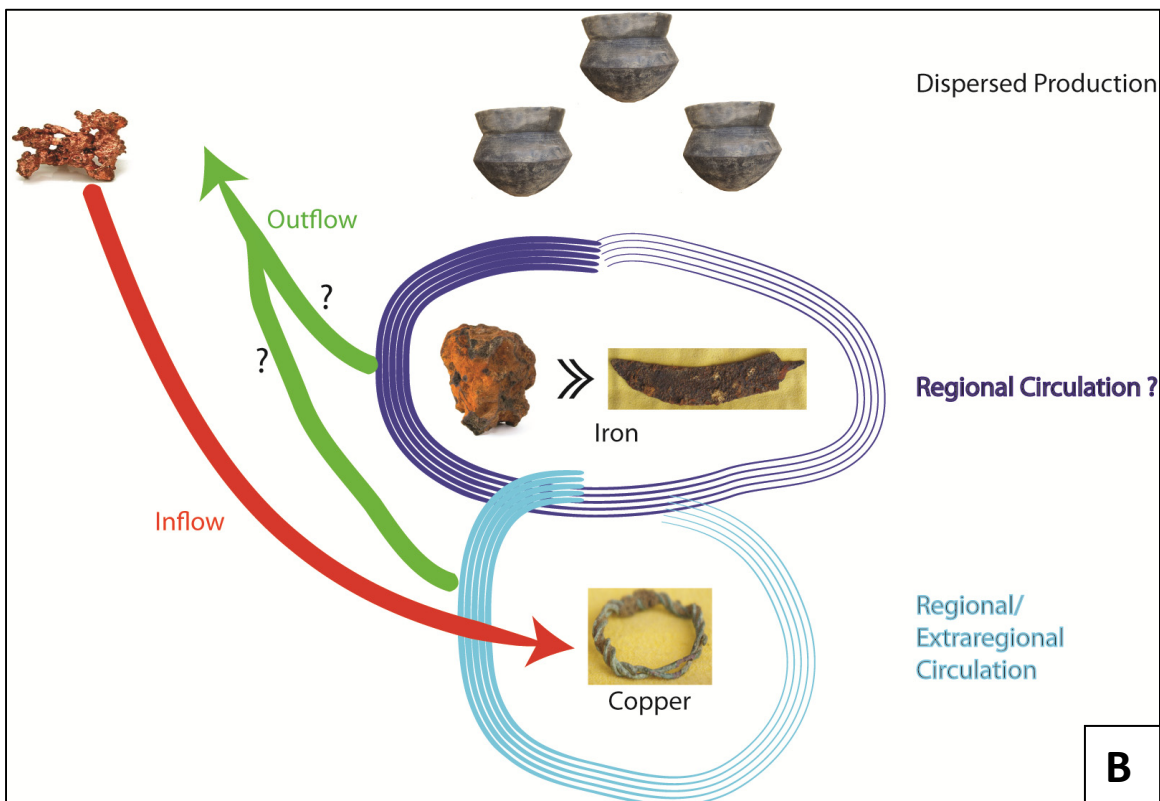 Dispersed Production
Outflow
?
?
Regional Circulation ?
Iron
Inflow
Regional/
Extraregional
Circulation
Copper
B